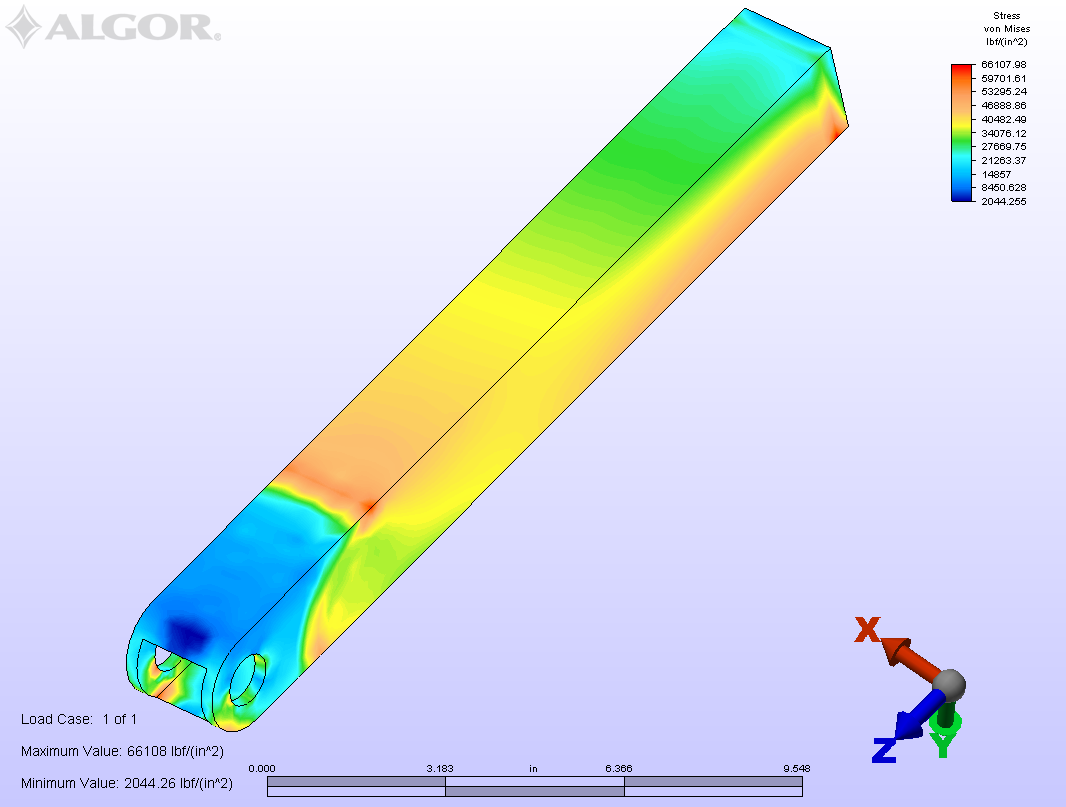 ALGOR®
Stress
von Mises
lbf/(in^2)
66107.98
59701.61
53295.24
46888.86
40482.49
34076.12
27669.75
21263.37
14857
8450.628
2044.255
X
Z
Y
Load Case: 1 of 1
Maximum Value: 66108 lbf/(in^2)
Minimum Value: 2044.26 lbf/(in^2)
0.000 3.183 in 6.366 9.548